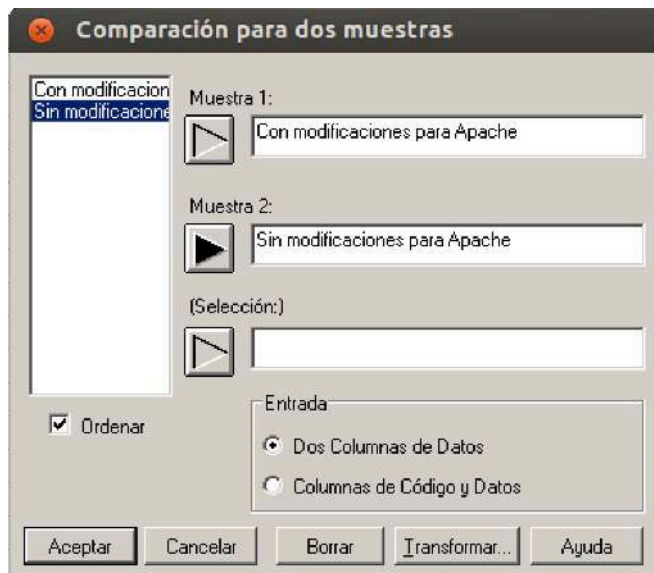 Comparación para dos muestras
Con modificacion
Sin modificacione
Muestra 1:
Con modificaciones para Apache
Muestra 2:
Sin modificaciones para Apache
(Selección:)
Ordenar
Entrada
Dos Columnas de Datos
Columnas de Código y Datos
Aceptar
Cancelar
Borrar
Transformar...
Ayuda